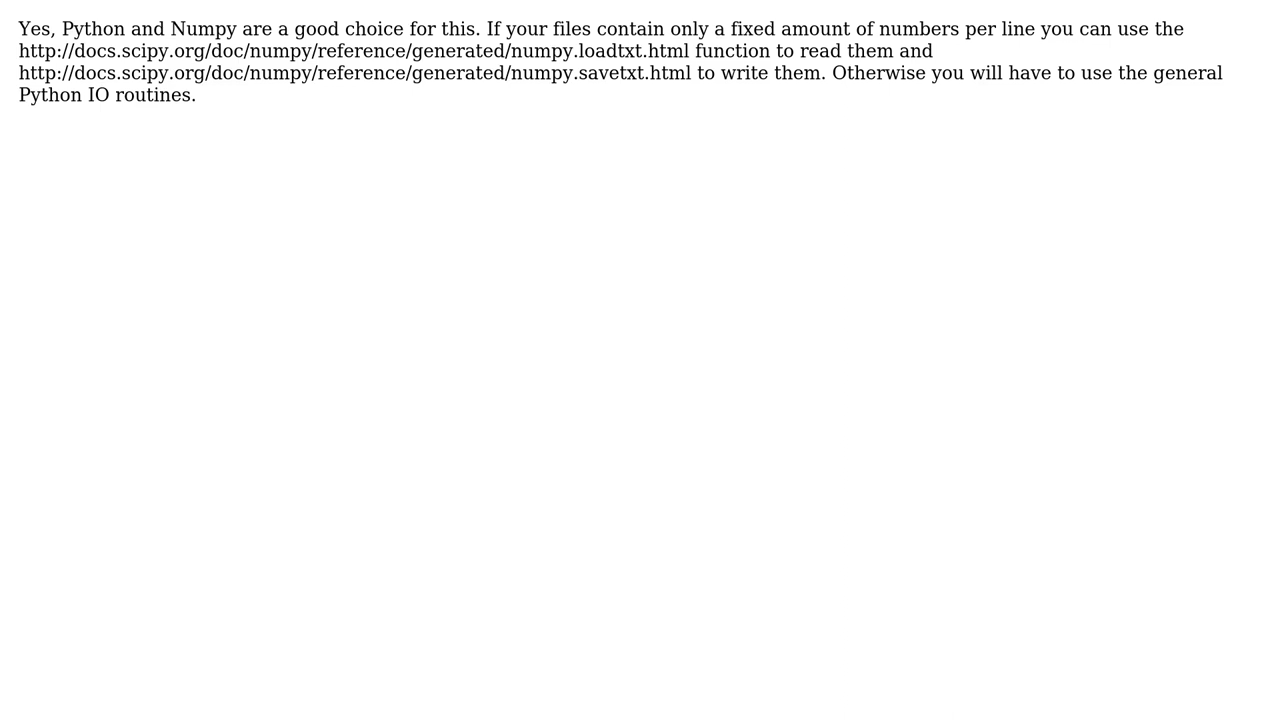 Yes, Python and Numpy are a good choice for this. If your files contain only a fixed amount of numbers per line you can use the
http://docs.scipy.org/doc/numpy/reference/generated/numpy.loadtxt.html function to read them and
http://docs.scipy.org/doc/numpy/reference/generated/numpy.savetxt.html to write them. Otherwise you will have to use the general
Python IO routines.